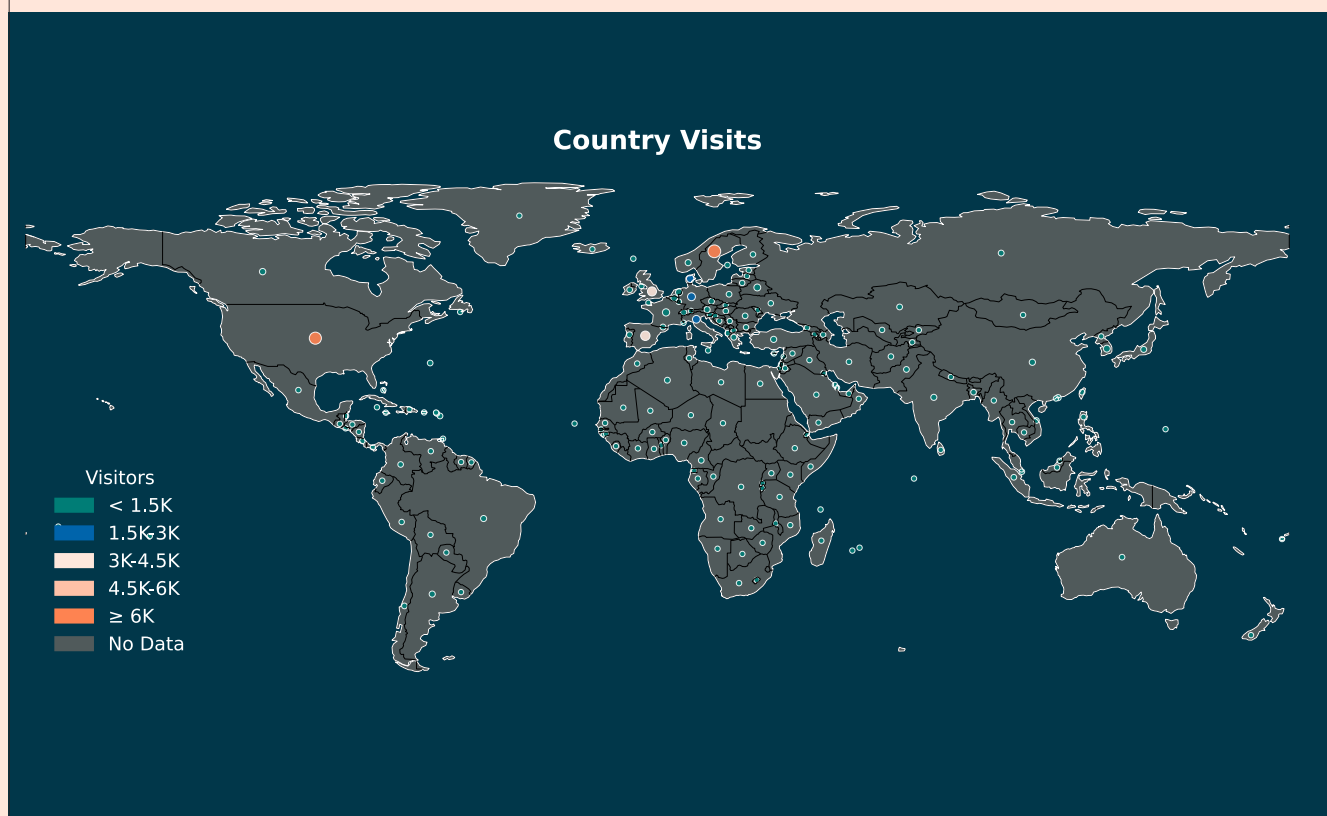 Country Visits
Visitors
< 1.5K
1.5K-3K
3K-4.5K
4.5K-6K
≥ 6K
No Data